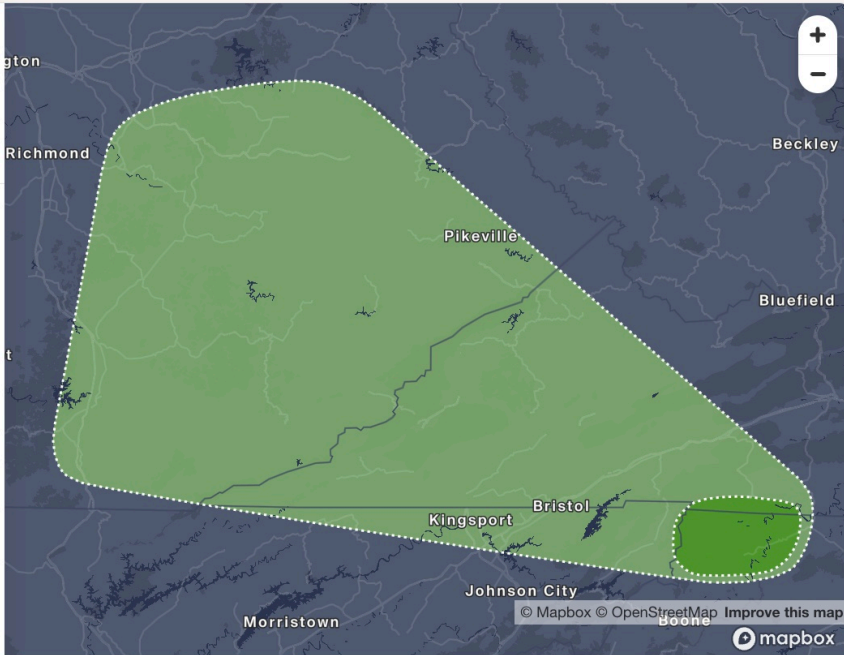 +
gton
−
Beckley
Richmond
Pikeville
Bluefield
t
Bristol
Kingsport
Johnson City
© Mapbox © OpenStreetMap Improve this map
Morristown
Boone
mapbox